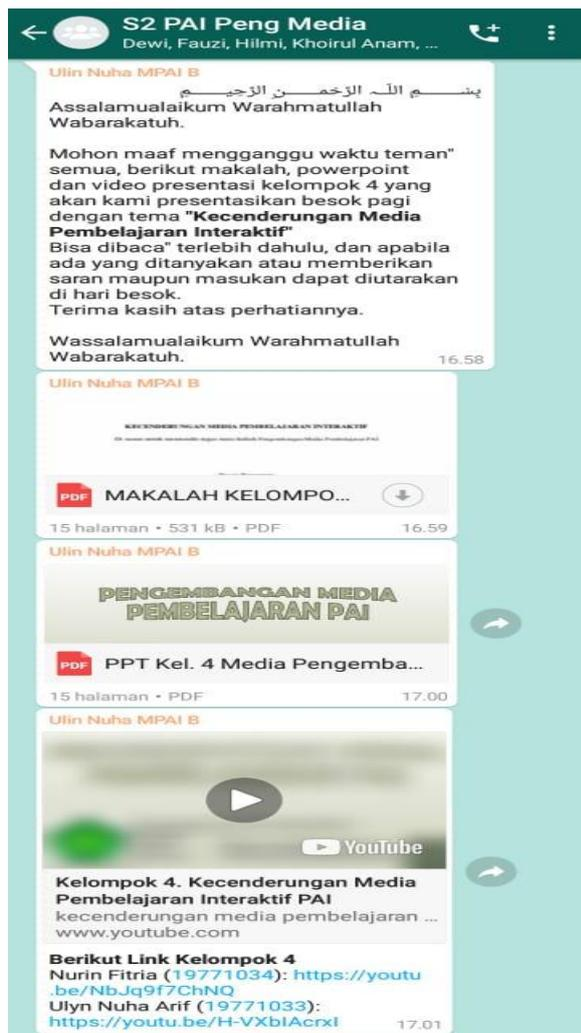 S2 PAI Peng Media
Dewi, Fauzi, Hilmi, Khoirul Anam, ...
Ulin Nuha MPAI B
بِسْــــــمِ اللَّـهِ الرَّحْمَـــــنِ الرَّحِيـــــمِ
Assalamualaikum Warahmatullah
Wabarakatuh.
Mohon maaf mengganggu waktu teman"
semua, berikut makalah, powerpoint
dan video presentasi kelompok 4 yang
akan kami presentasikan besok pagi
dengan tema "Kecenderungan Media
Pembelajaran Interaktif"
Bisa dibaca" terlebih dahulu, dan apabila
ada yang ditanyakan atau memberikan
saran maupun masukan dapat diutarakan
di hari besok.
Terima kasih atas perhatiannya.
Wassalamualaikum Warahmatullah
Wabarakatuh.
16.58
Ulin Nuha MPAI B
KECENDERUNGAN MEDIA PEMBELAJARAN INTERAKTIF
PDF MAKALAH KELOMPO...
15 halaman • 531 kB • PDF 16.59
Ulin Nuha MPAI B
PENGEMBANGAN MEDIA
PEMBELAJARAN PAI
PDF PPT Kel. 4 Media Pengemba...
15 halaman • PDF 17.00
Ulin Nuha MPAI B
YouTube
Kelompok 4. Kecenderungan Media
Pembelajaran Interaktif PAI
kecenderungan media pembelajaran ...
www.youtube.com
Berikut Link Kelompok 4
Nurin Fitria (19771034): https://youtu
.be/NbJq9f7ChNQ
Ulyn Nuha Arif (19771033):
https://youtu.be/H-VXbIAcrxI 17.01